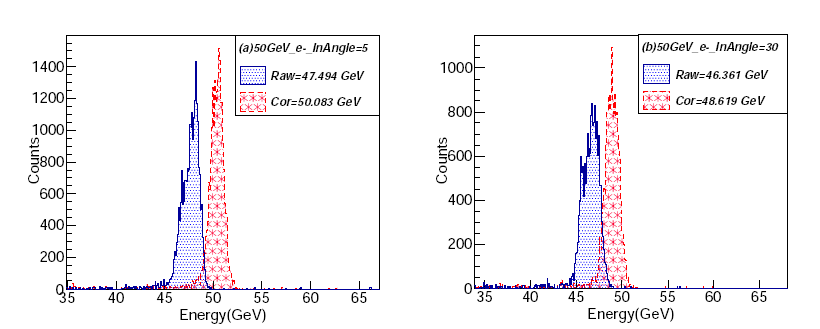 (a)50GeV_e-_InAngle=5
Raw=47.494 GeV
Cor=50.083 GeV
Counts
1400
1200
1000
800
600
400
200
0
35 40 45 50 55 60 65
Energy(GeV)
(b)50GeV_e-_InAngle=30
Raw=46.361 GeV
Cor=48.619 GeV
Counts
1000
800
600
400
200
0
35 40 45 50 55 60 65
Energy(GeV)